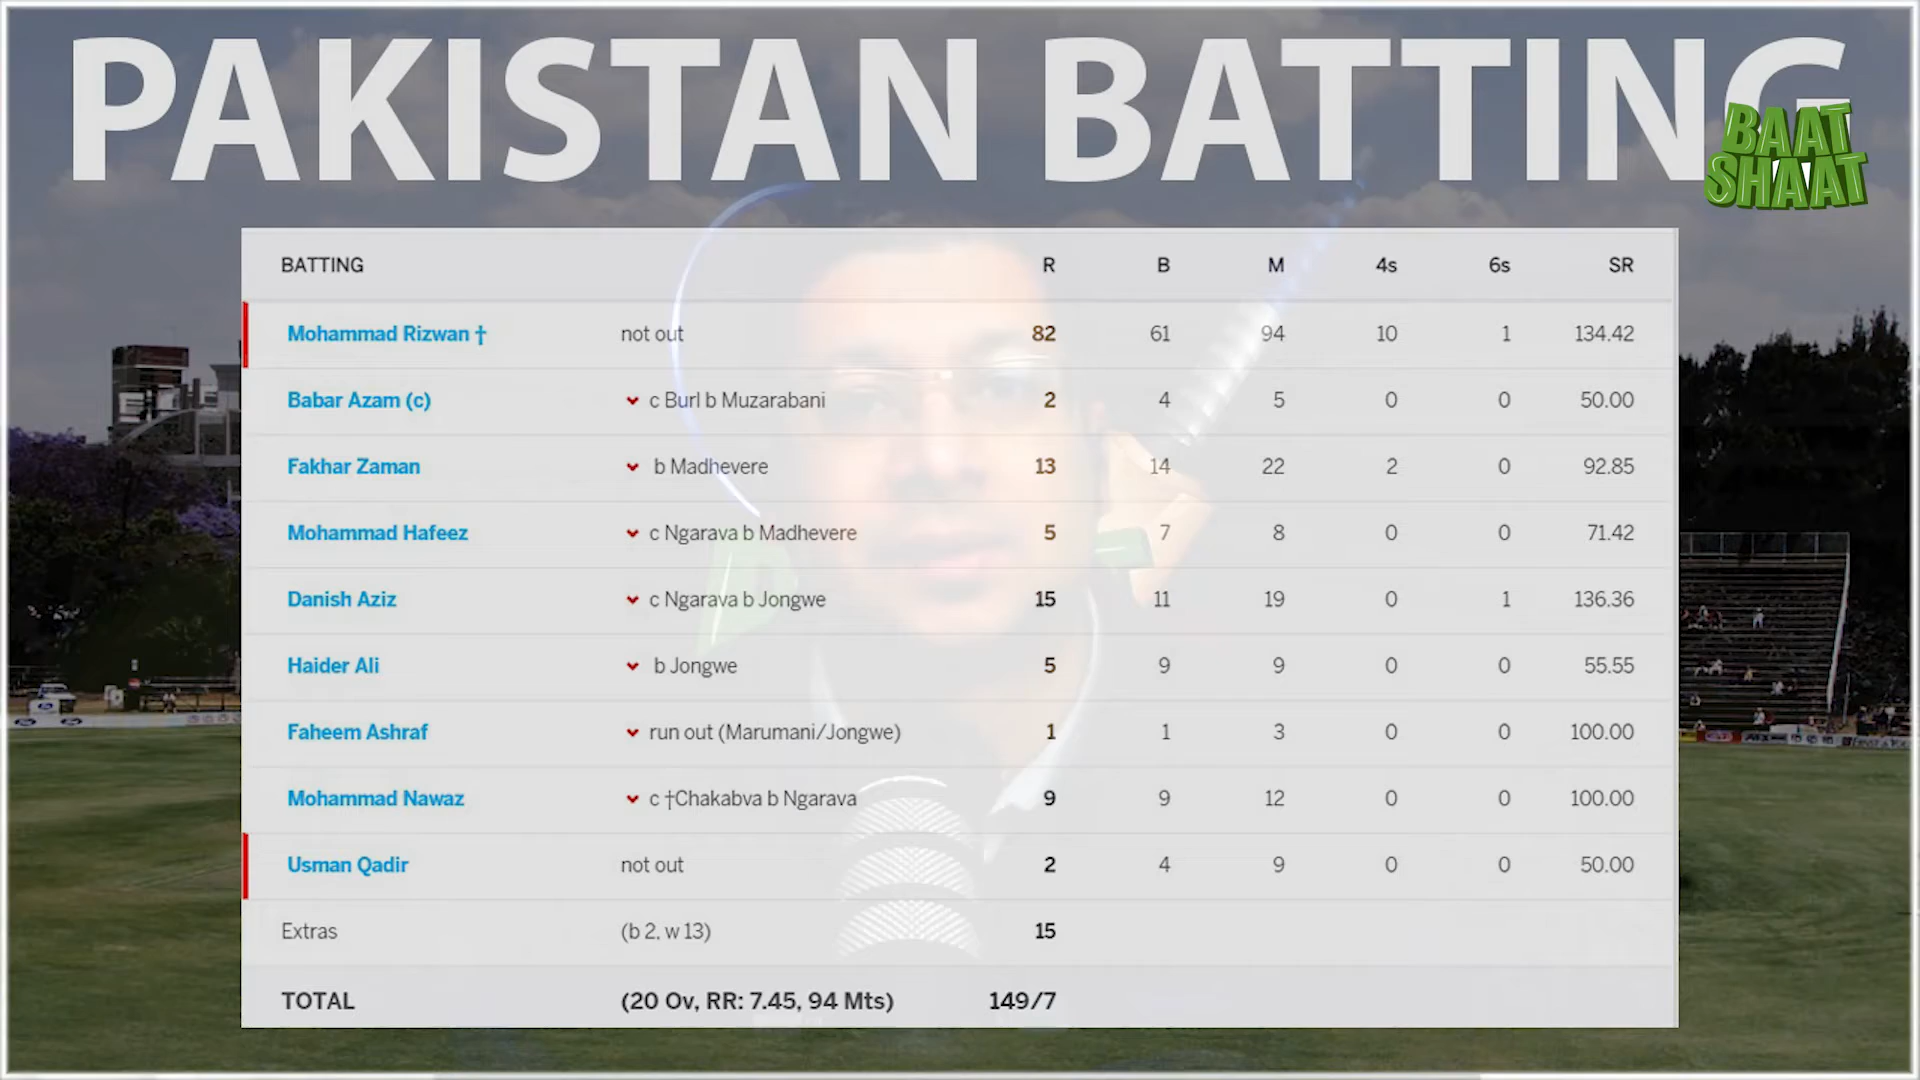 PAKISTAN BATTING
BAAT
SHAAT
BATTING R B M 4s 6s SR
Mohammad Rizwan † not out 82 61 94 10 1 134.42
Babar Azam (c) c Burl b Muzarabani 2 4 5 0 0 50.00
Fakhar Zaman b Madhevere 13 14 22 2 0 92.85
Mohammad Hafeez c Ngarava b Madhevere 5 7 8 0 0 71.42
Danish Aziz c Ngarava b Jongwe 15 11 19 0 1 136.36
Haider Ali b Jongwe 5 9 9 0 0 55.55
Faheem Ashraf run out (Marumani/Jongwe) 1 1 3 0 0 100.00
Mohammad Nawaz c †Chakabva b Ngarava 9 9 12 0 0 100.00
Usman Qadir not out 2 4 9 0 0 50.00
Extras (b 2, w 13) 15
TOTAL (20 Ov, RR: 7.45, 94 Mts) 149/7